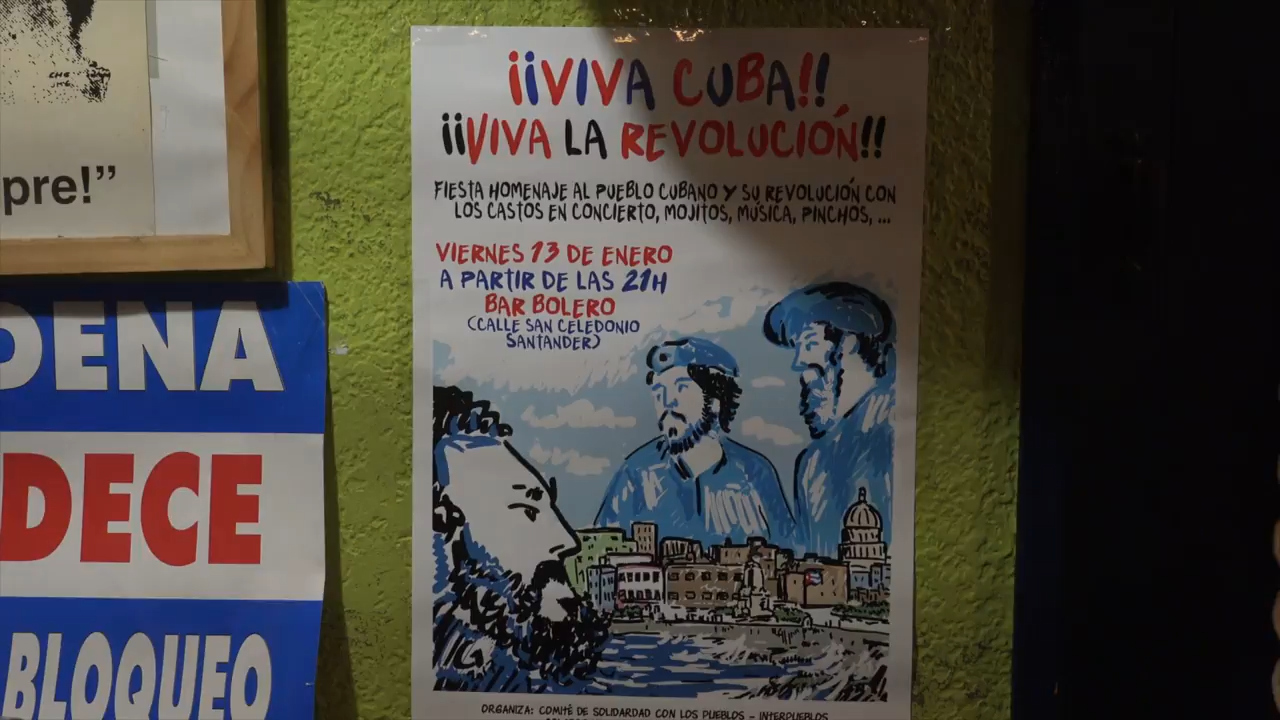 pre!”
DENA
DECE
BLOQUEO
¡¡VIVA CUBA!!
¡¡VIVA LA REVOLUCIÓN!!
FIESTA HOMENAJE AL PUEBLO CUBANO Y SU REVOLUCIÓN CON
LOS CASTOS EN CONCIERTO, MOJITOS, MÚSICA, PINCHOS, ...
VIERNES 13 DE ENERO
A PARTIR DE LAS 21H
BAR BOLERO
(CALLE SAN CELEDONIO
SANTANDER)
ORGANIZA: COMITÉ DE SOLIDARDAD CON LOS PUEBLOS - INTERPUEBLOS